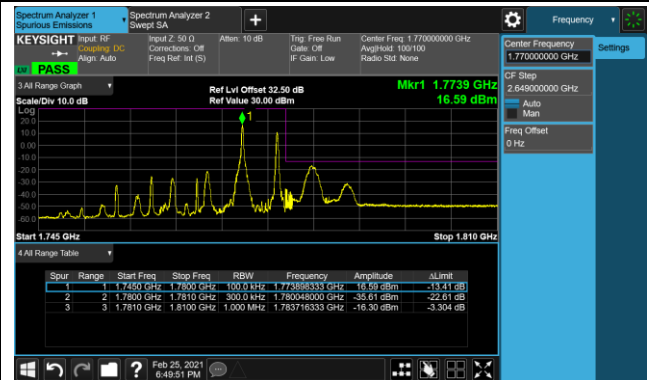 Spectrum Analyzer 1
Spurious Emissions
Spectrum Analyzer 2
Swept SA
+
Frequency
KEYSIGHT
Input: RF
Coupling: DC
Align: Auto
Input Z: 50 Ω
Corrections: Off
Freq Ref: Int (S)
Atten: 10 dB
Trig: Free Run
Gate: Off
IF Gain: Low
Center Freq: 1.770000000 GHz
Avg|Hold: 100/100
Radio Std: None
PASS
Center Frequency
1.770000000 GHz
Settings
CF Step
2.649000000 GHz
Auto
Man
Freq Offset
0 Hz
3 All Range Graph
Scale/Div 10.0 dB
Ref Lvl Offset 32.50 dB
Ref Value 30.00 dBm
Mkr1 1.7739 GHz
16.59 dBm
Log
20.0
10.0
0.00
-10.0
-20.0
-30.0
-40.0
-50.0
-60.0
1
Start 1.745 GHz
Stop 1.810 GHz
4 All Range Table
Spur Range Start Freq Stop Freq RBW Frequency Amplitude ΔLimit
1 1 1.7450 GHz 1.7800 GHz 100.0 kHz 1.773898333 GHz 16.59 dBm -13.41 dB
2 2 1.7800 GHz 1.7810 GHz 300.0 kHz 1.780048000 GHz -35.61 dBm -22.61 dB
3 3 1.7810 GHz 1.8100 GHz 1.000 MHz 1.783716333 GHz -16.30 dBm -3.304 dB
?
Feb 25, 2021
6:49:51 PM